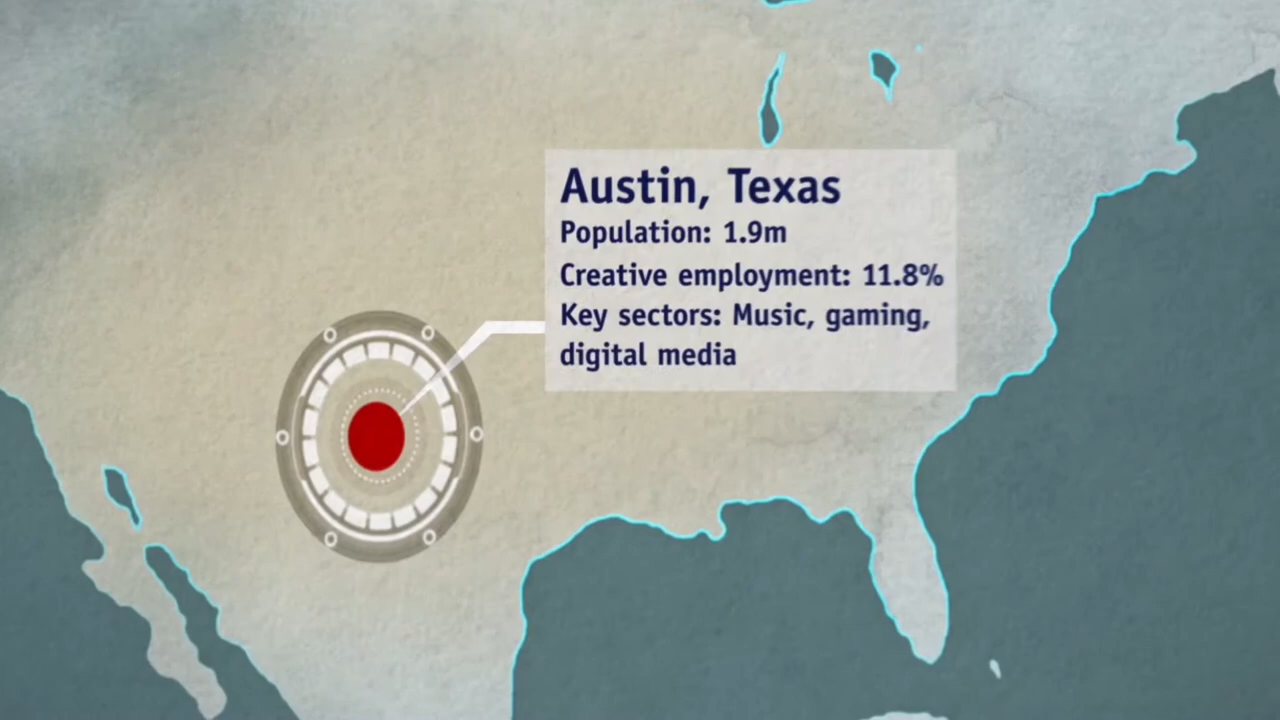 Austin, Texas
Population: 1.9m
Creative employment: 11.8%
Key sectors: Music, gaming,
digital media